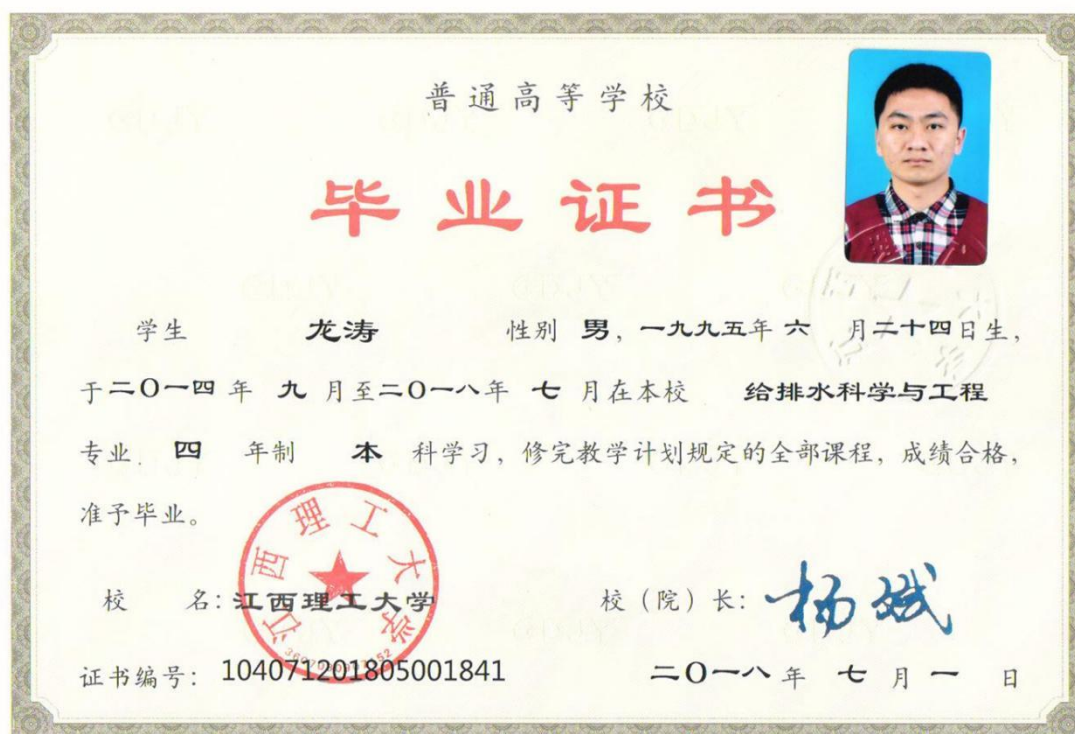 普通高等学校
毕业证书
学生 龙涛 性别 男，一九九五年 六 月二十四日生，
于二〇一四年 九 月至二〇一八年 七 月在本校 给排水科学与工程
专业 四 年制 本 科学习，修完教学计划规定的全部课程，成绩合格，
准予毕业。
江西理工大学
校 名：江西理工大学 校（院）长：杨斌
证书编号：104071201805001841 二〇一八年 七 月 一 日